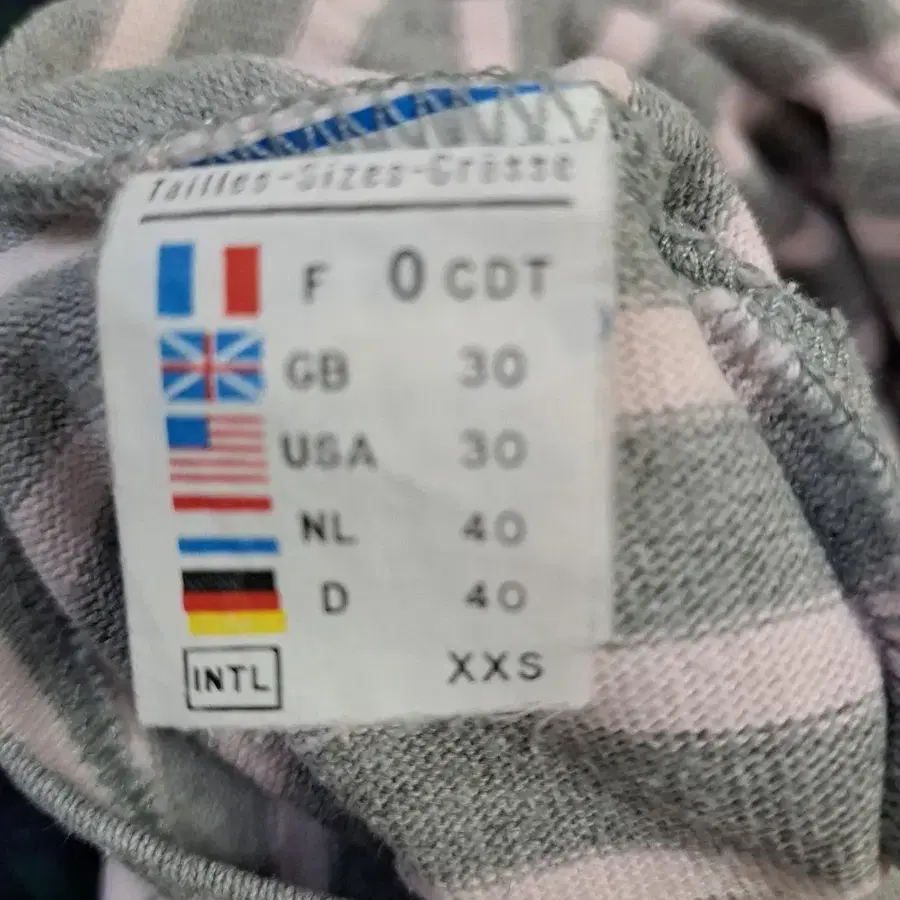 Tailles-Sizes-Grösse
F 0 CDT
GB 30
USA 30
NL 40
D 40
INTL XXS